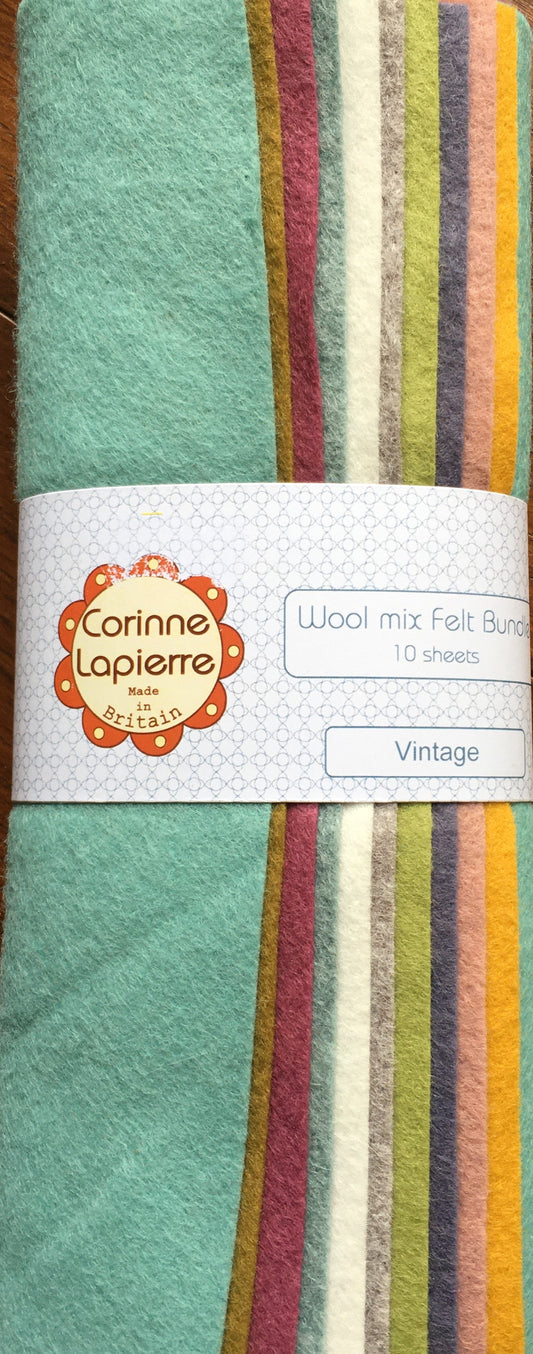 Corinne
Lapierre
Made
in
Britain
Wool mix Felt Bundle
10 sheets
Vintage